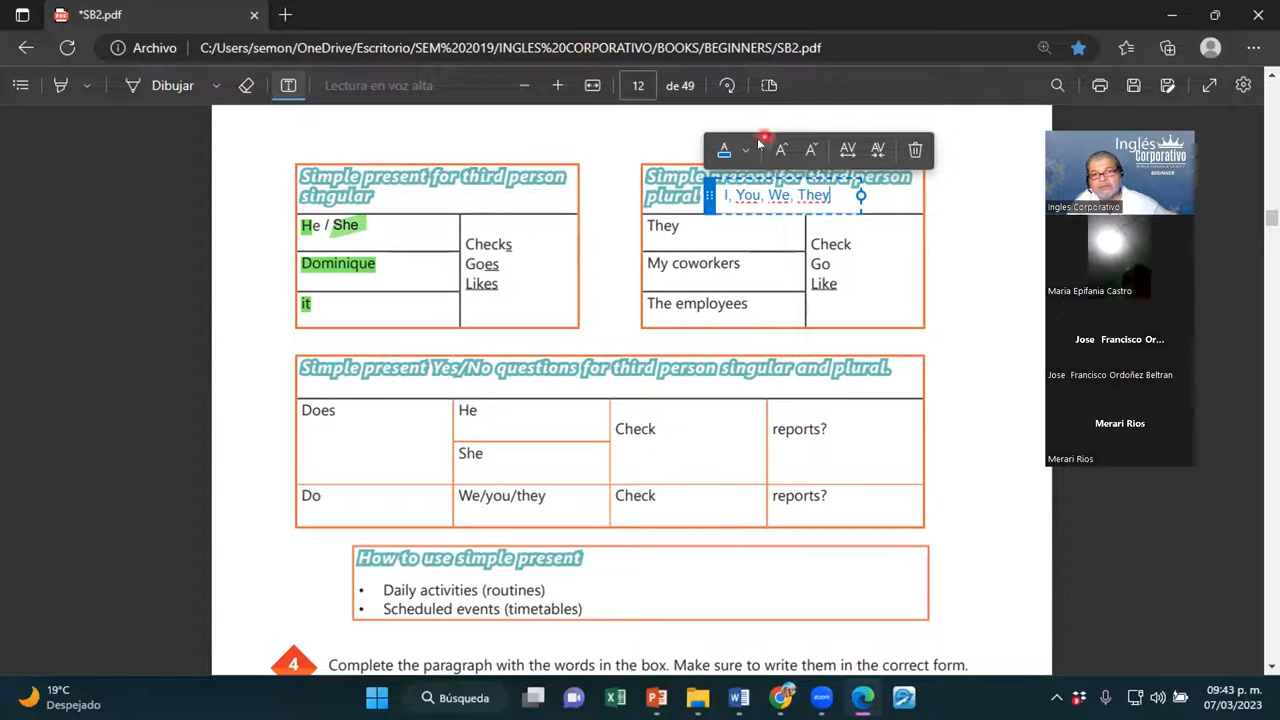 *SB2.pdf
Archivo
C:/Users/semon/OneDrive/Escritorio/SEM%202019/INGLES%20CORPORATIVO/BOOKS/BEGINNERS/SB2.pdf
Dibujar
Lectura en voz alta
12
de 49
Simple present for third person
singular
He / She
Dominique
it
Checks
Goes
Likes
Simple present for third person
plural
I, You, We, They
They
My coworkers
The employees
Check
Go
Like
Simple present Yes/No questions for third person singular and plural.
Does
He
She
Check
reports?
Do
We/you/they
Check
reports?
How to use simple present
• Daily activities (routines)
• Scheduled events (timetables)
4
Complete the paragraph with the words in the box. Make sure to write them in the correct form.
Inglés
Corporativo
BEGINNER
Ingles Corporativo
Maria Epifania Castro
Jose Francisco Or...
Jose Francisco Ordoñez Beltran
Merari Rios
Merari Rios
19°C
Despejado
Búsqueda
09:43 p. m.
07/03/2023